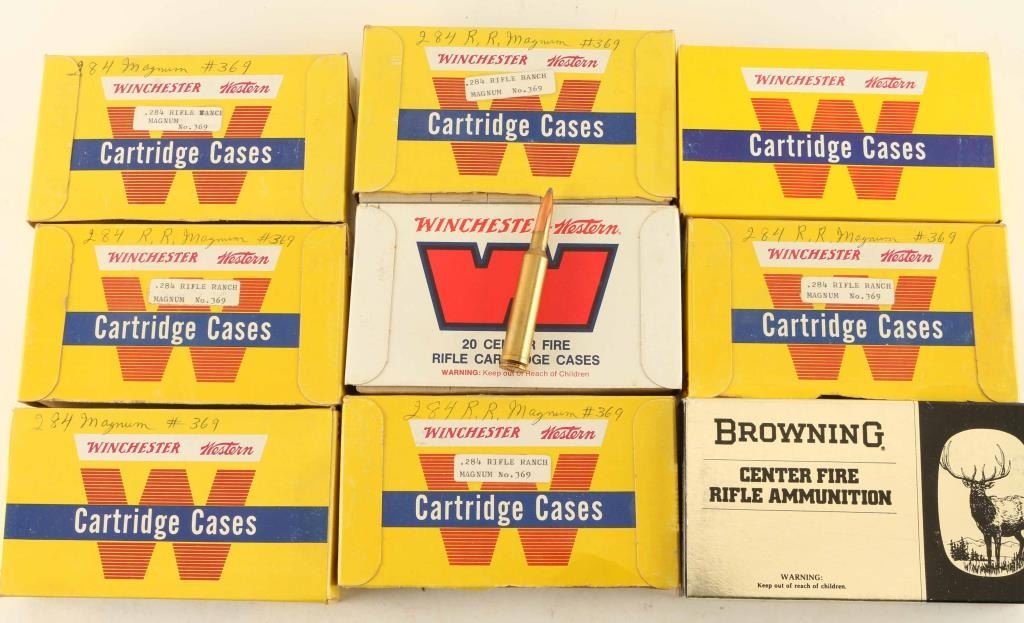 284 Magnum #369
WINCHESTER Western
.284 RIFLE RANCH
MAGNUM
No.369
Cartridge Cases
284 R.R. Magnum #369
WINCHESTER Western
.284 RIFLE RANCH
MAGNUM No.369
Cartridge Cases
WINCHESTER Western
W
Cartridge Cases
284 R.R. Magnum #369
WINCHESTER Western
.284 RIFLE RANCH
MAGNUM No.369
Cartridge Cases
WINCHESTER-Western
W
20 CENTER FIRE
RIFLE CARTRIDGE CASES
WARNING: Keep out of Reach of Children
284 R.R. Magnum #369
WINCHESTER Western
.284 RIFLE RANCH
MAGNUM No.369
Cartridge Cases
284 Magnum #369
WINCHESTER Western
W
Cartridge Cases
284 R.R. Magnum #369
WINCHESTER Western
.284 RIFLE RANCH
MAGNUM No.369
Cartridge Cases
BROWNING
CENTER FIRE
RIFLE AMMUNITION
WARNING:
Keep out of reach of children.